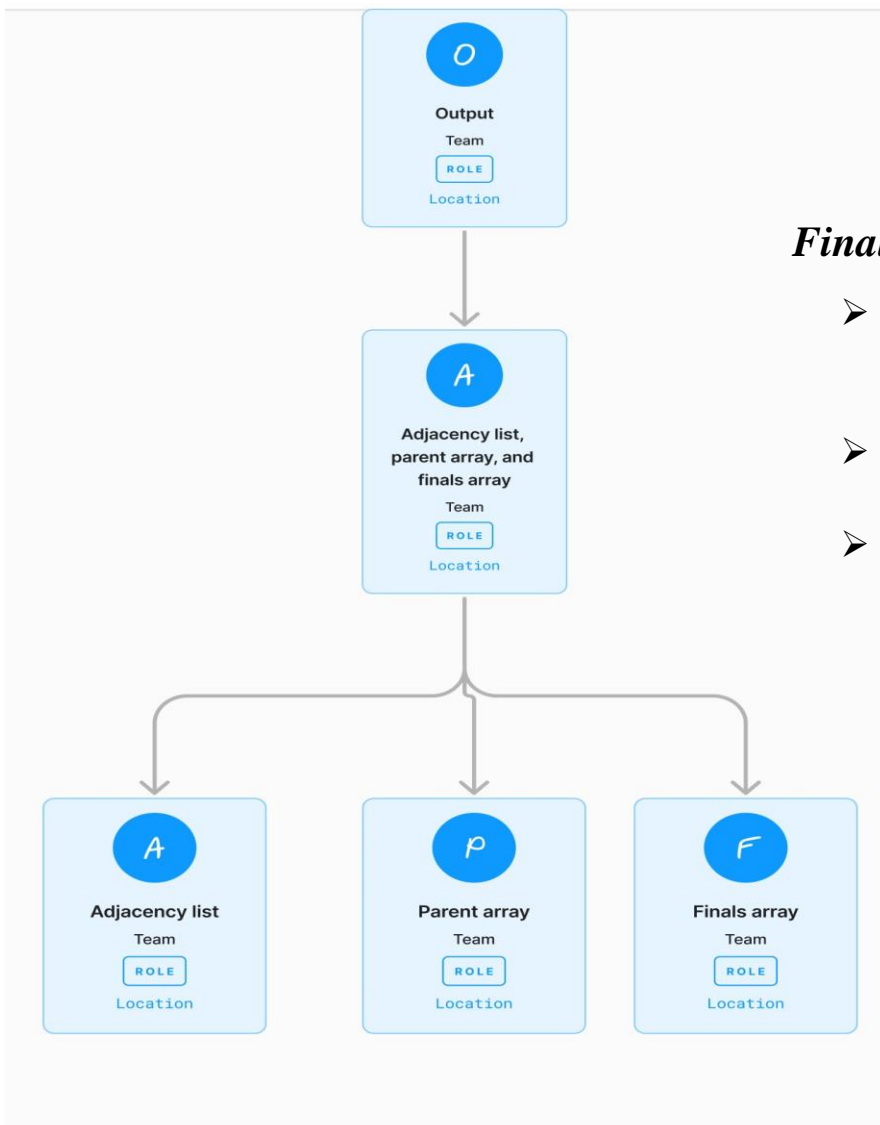 O
Output
Team
ROLE
Location
Final
A
Adjacency list,
parent array, and
finals array
Team
ROLE
Location
A
Adjacency list
Team
ROLE
Location
P
Parent array
Team
ROLE
Location
F
Finals array
Team
ROLE
Location